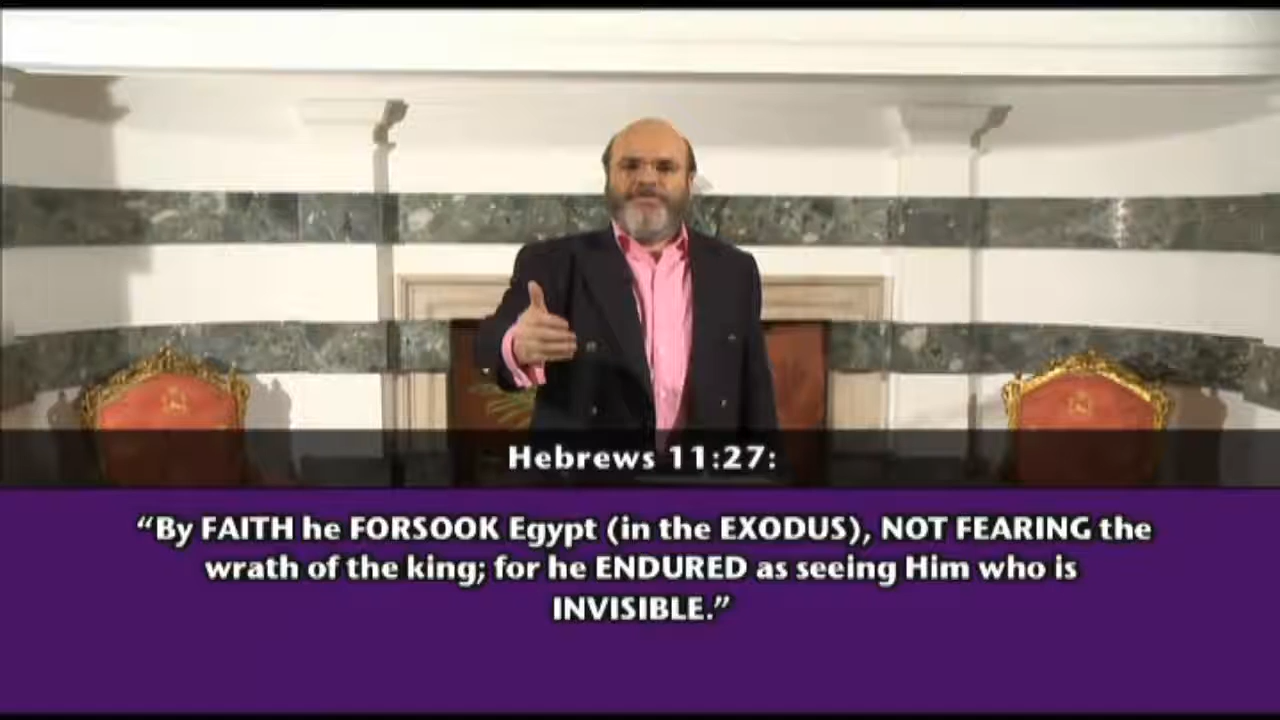 Hebrews 11:27:
“By FAITH he FORSOOK Egypt (in the EXODUS), NOT FEARING the
wrath of the king; for he ENDURED as seeing Him who is
INVISIBLE.”